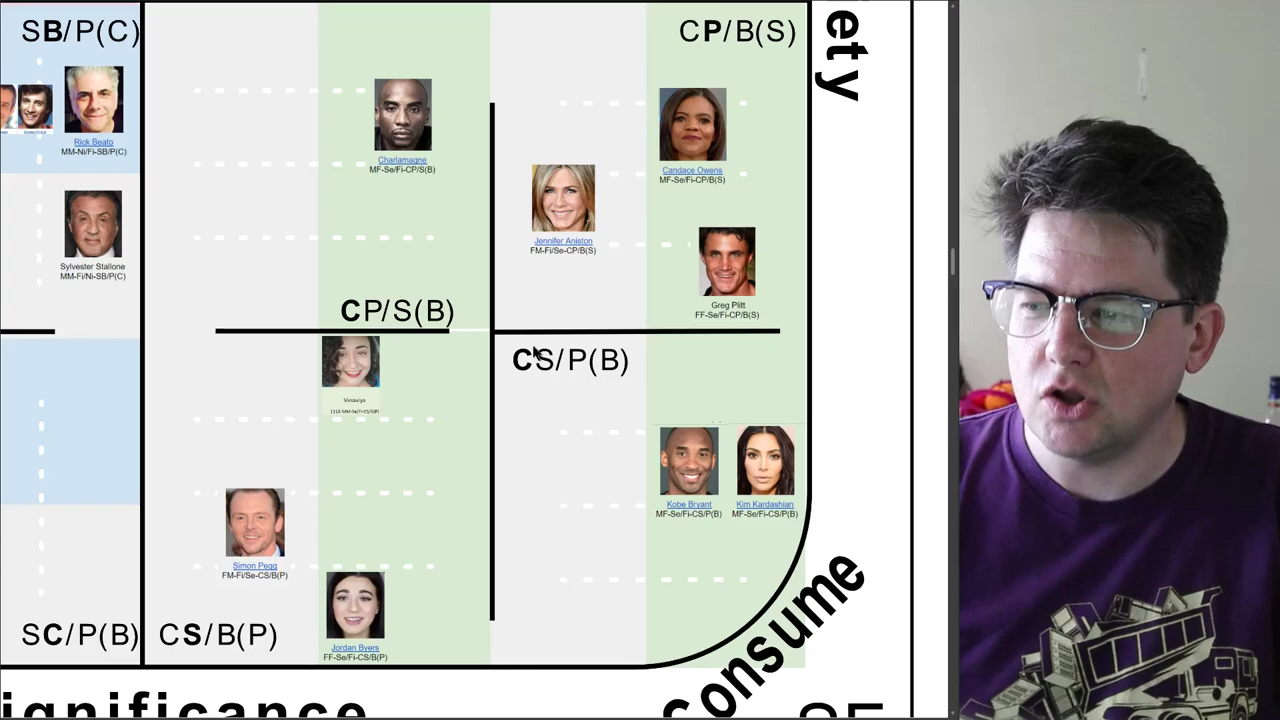 SB/P(C)
CP/B(S)
ety
Rick Beato
MM-Ni/Fi-SB/P(C)
Charlamagne
MF-Se/Fi-CP/S(B)
Candace Owens
MF-Se/Fi-CP/B(S)
Jennifer Aniston
FM-Fi/Se-CP/B(S)
Sylvester Stallone
MM-Fi/Ni-SB/P(C)
Greg Plitt
FF-Se/Fi-CP/B(S)
CP/S(B)
CS/P(B)
Kobe Bryant
MF-Se/Fi-CS/P(B)
Kim Kardashian
MF-Se/Fi-CS/P(B)
Simon Pegg
FM-Fi/Se-CS/B(P)
SC/P(B)
CS/B(P)
Jordan Byers
FF-Se/Fi-CS/B(P)
Consume
ignificance